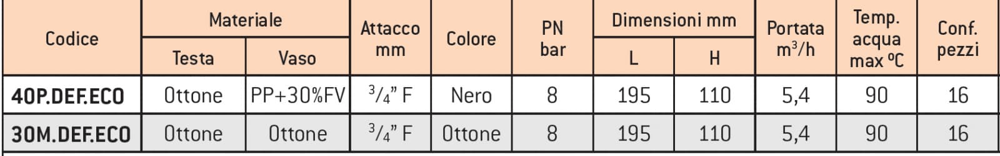 Codice Materiale Attacco mm Colore PN bar Dimensioni mm Portata m³/h Temp. acqua max ºC Conf. pezzi
Testa Vaso L H
40P.DEF.ECO Ottone PP+30%FV 3/4” F Nero 8 195 110 5,4 90 16
30M.DEF.ECO Ottone Ottone 3/4” F Ottone 8 195 110 5,4 90 16